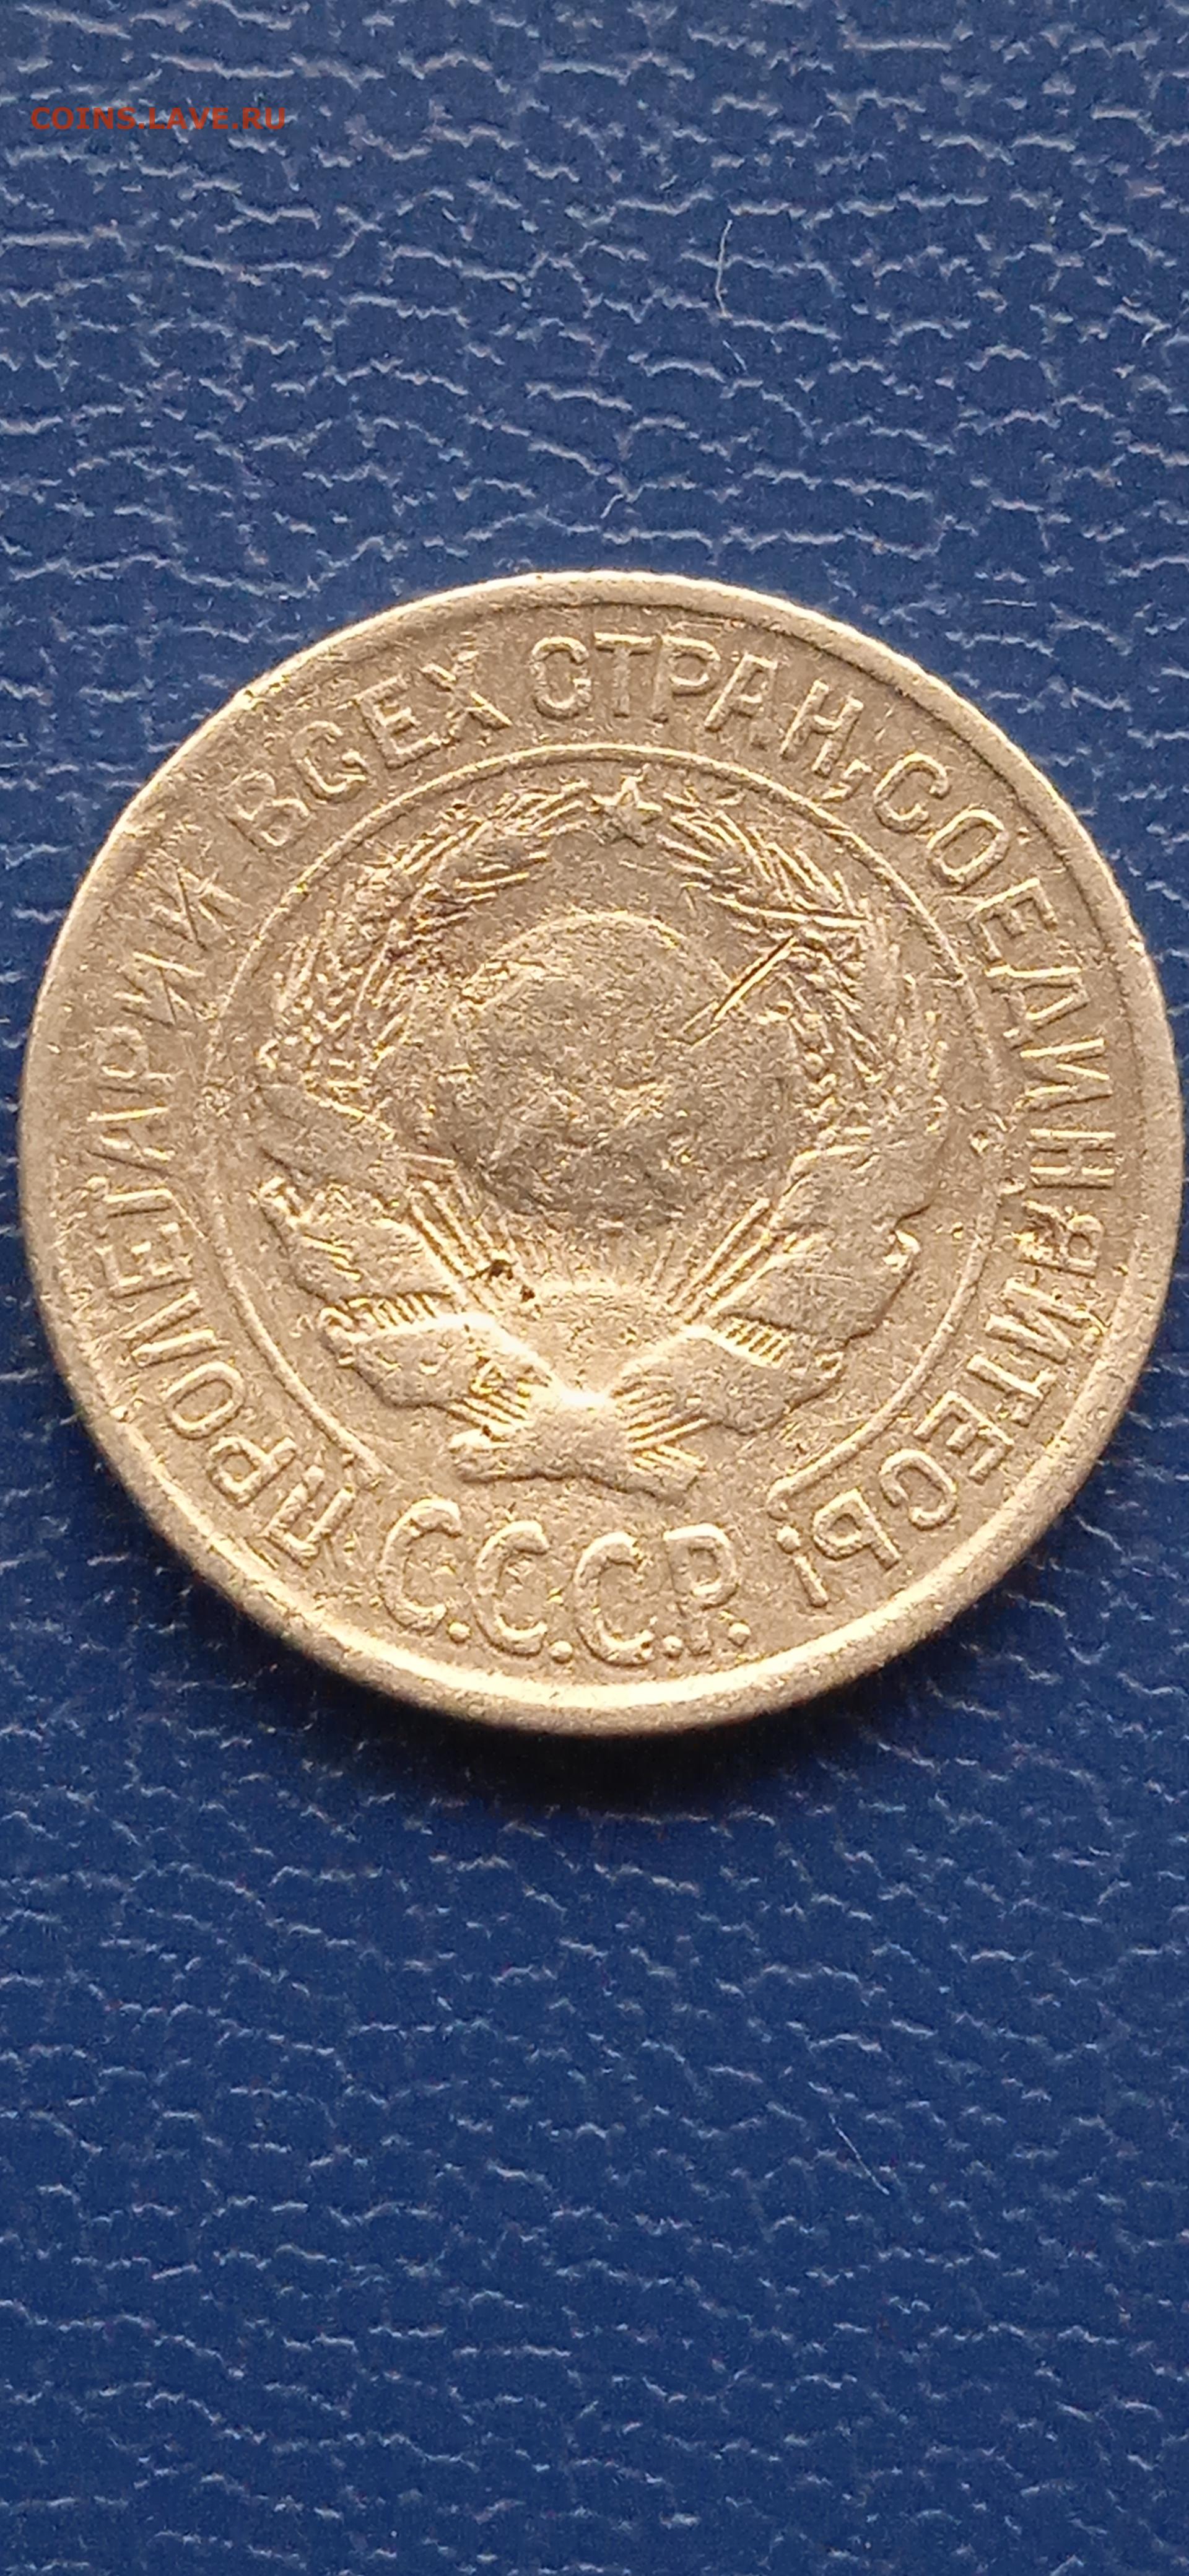 COINS.LAVE.RU
ПРОЛЕТАРИИ ВСЕХ СТРАН, СОЕДИНЯЙТЕСЬ!
С.С.С.Р.